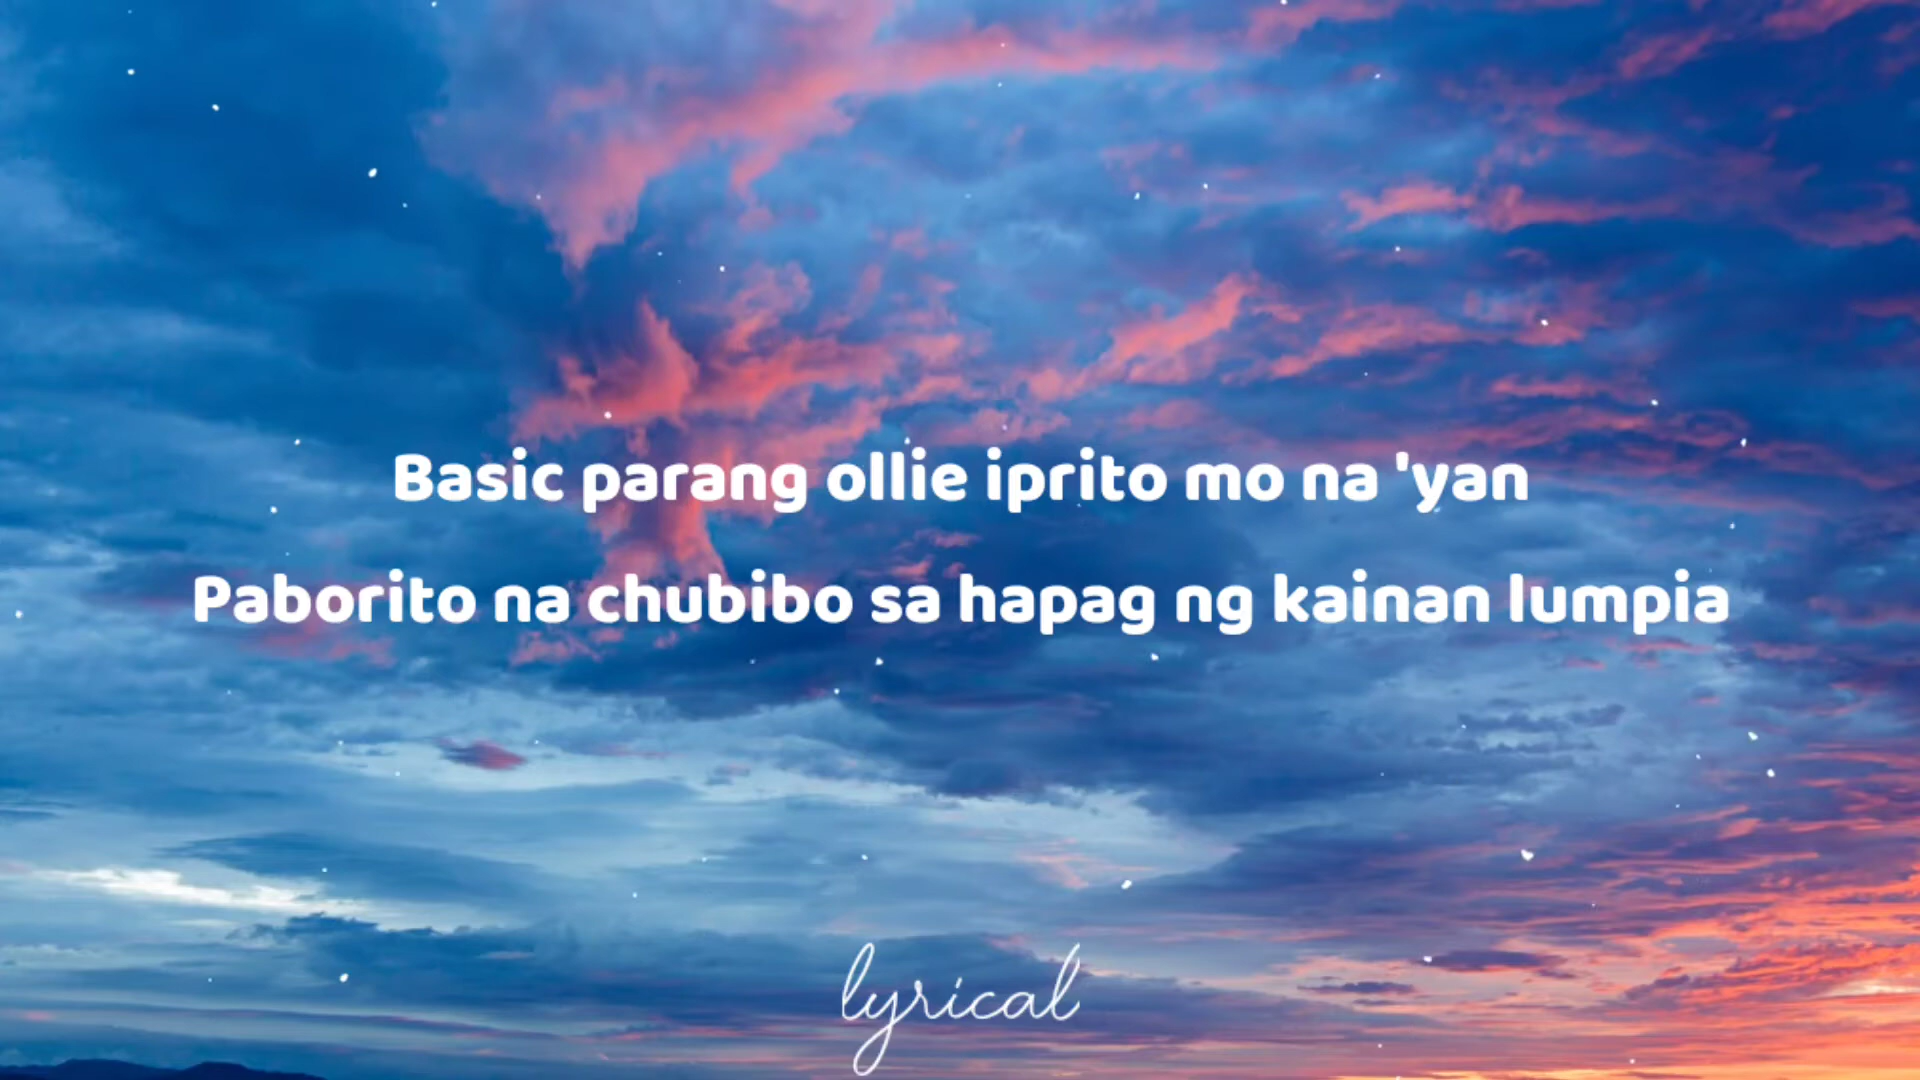 Basic parang ollie iprito mo na 'yan
Paborito na chubibo sa hapag ng kainan lumpia
lyrical